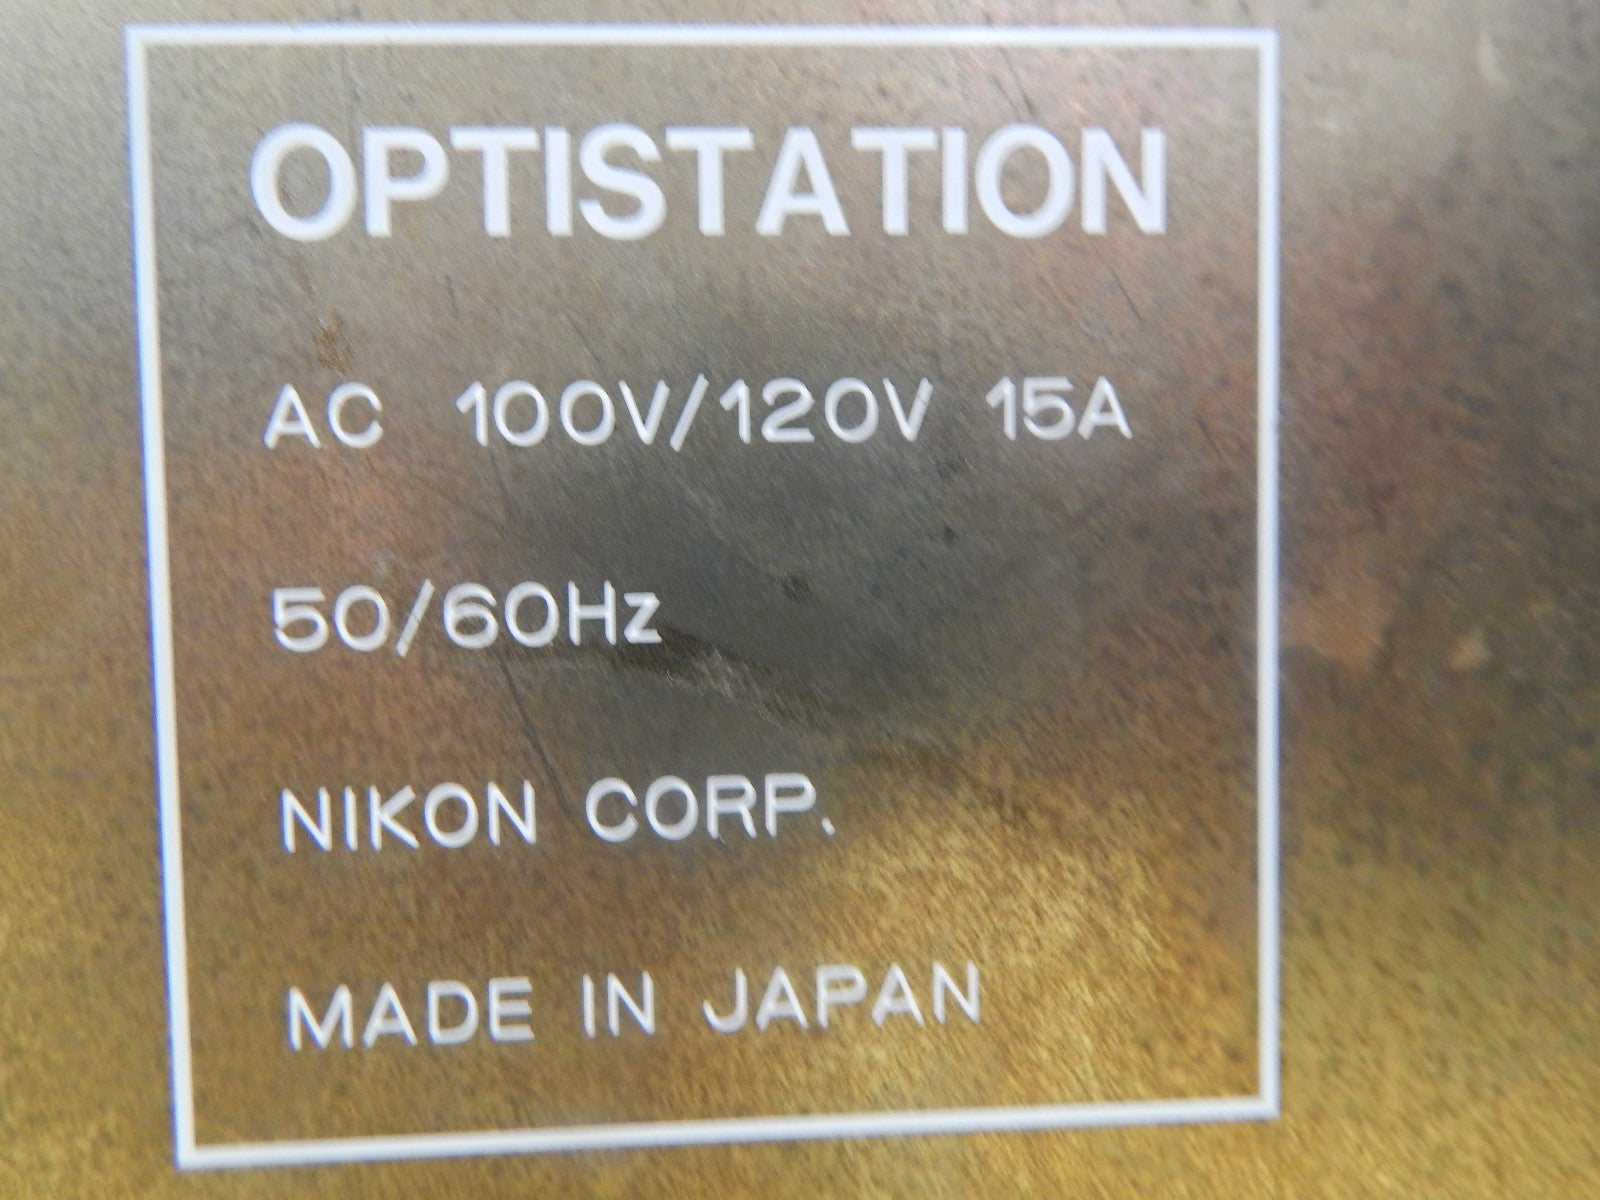 OPTISTATION
AC 100V/120V 15A
50/60Hz
NIKON CORP.
MADE IN JAPAN